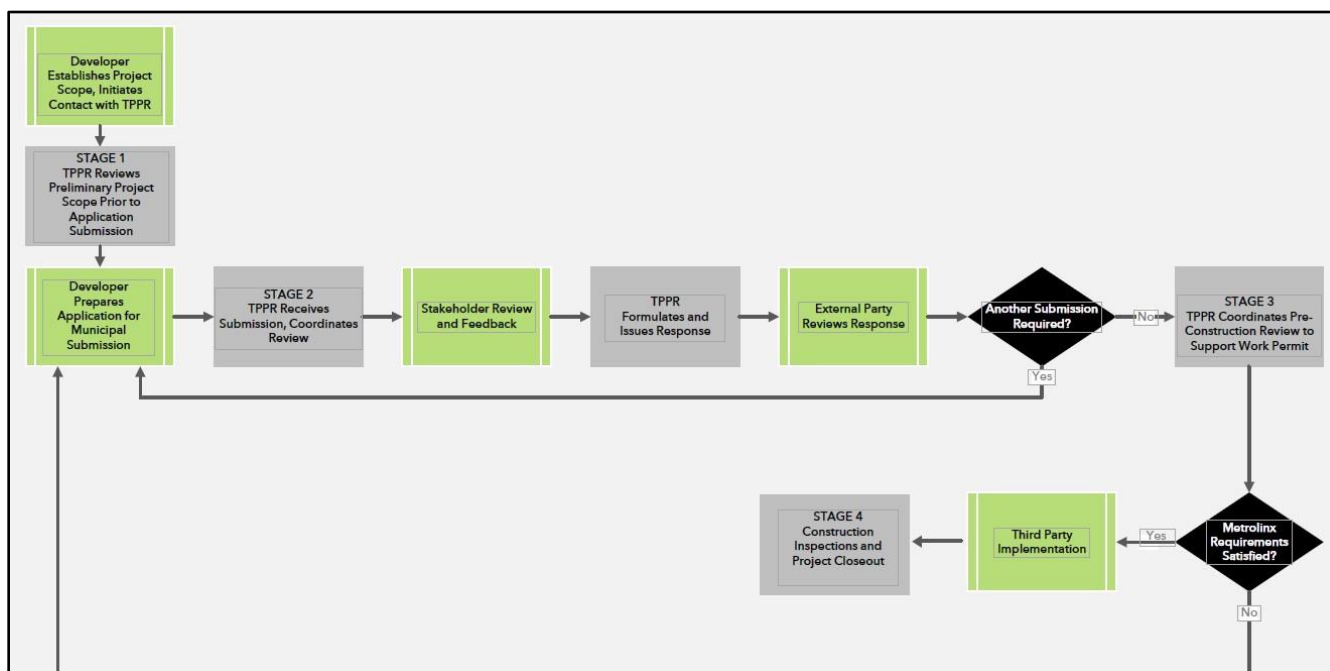 Developer
Establishes Project
Scope, Initiates
Contact with TPPR
STAGE 1
TPPR Reviews
Preliminary Project
Scope Prior to
Application
Submission
Developer
Prepares
Application for
Municipal
Submission
STAGE 2
TPPR Receives
Submission, Coordinates
Review
Stakeholder Review
and Feedback
TPPR
Formulates and
Issues Response
External Party
Reviews Response
Another Submission
Required?
No
Yes
STAGE 3
TPPR Coordinates Pre-
Construction Review to
Support Work Permit
Metrolinx
Requirements
Satisfied?
Yes
No
Third Party
Implementation
STAGE 4
Construction
Inspections and
Project Closeout